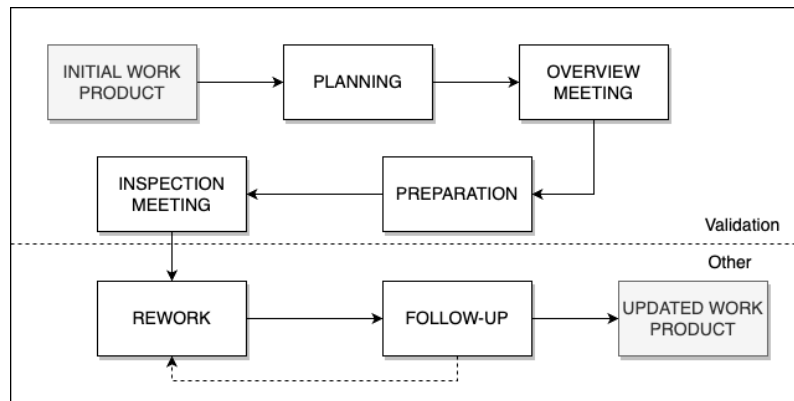 INITIAL WORK
PRODUCT
PLANNING
OVERVIEW
MEETING
INSPECTION
MEETING
PREPARATION
Validation
Other
REWORK
FOLLOW-UP
UPDATED WORK
PRODUCT